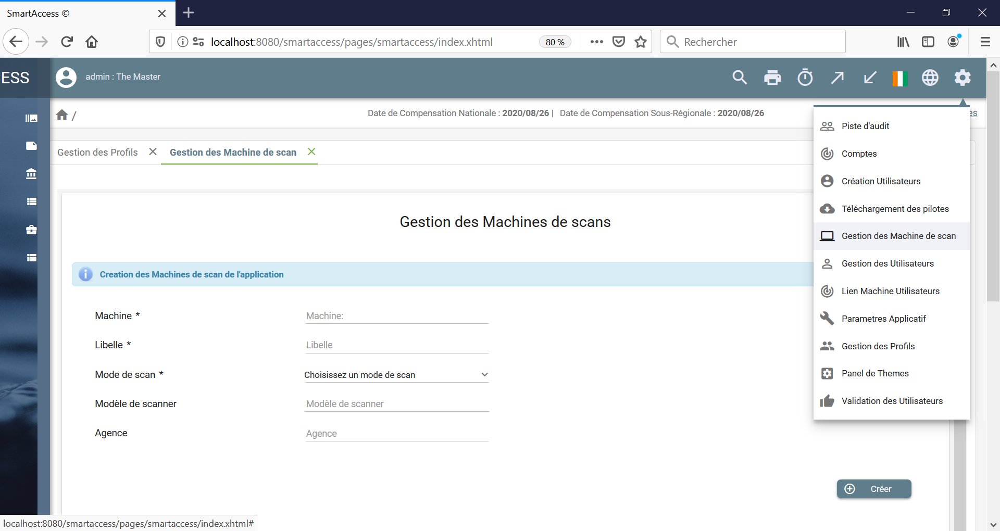 SmartAccess ©
localhost:8080/smartaccess/pages/smartaccess/index.xhtml
80 %
Rechercher
ESS
admin : The Master
/
Date de Compensation Nationale : 2020/08/26 | Date de Compensation Sous-Régionale : 2020/08/26
es
Gestion des Profils
Gestion des Machine de scan
Gestion des Machines de scans
Creation des Machines de scan de l'application
Machine *
Machine:
Libelle *
Libelle
Mode de scan *
Choisissez un mode de scan
Modèle de scanner
Modèle de scanner
Agence
Agence
Créer
Piste d'audit
Comptes
Création Utilisateurs
Téléchargement des pilotes
Gestion des Machine de scan
Gestion des Utilisateurs
Lien Machine Utilisateurs
Parametres Applicatif
Gestion des Profils
Panel de Themes
Validation des Utilisateurs
localhost:8080/smartaccess/pages/smartaccess/index.xhtml#